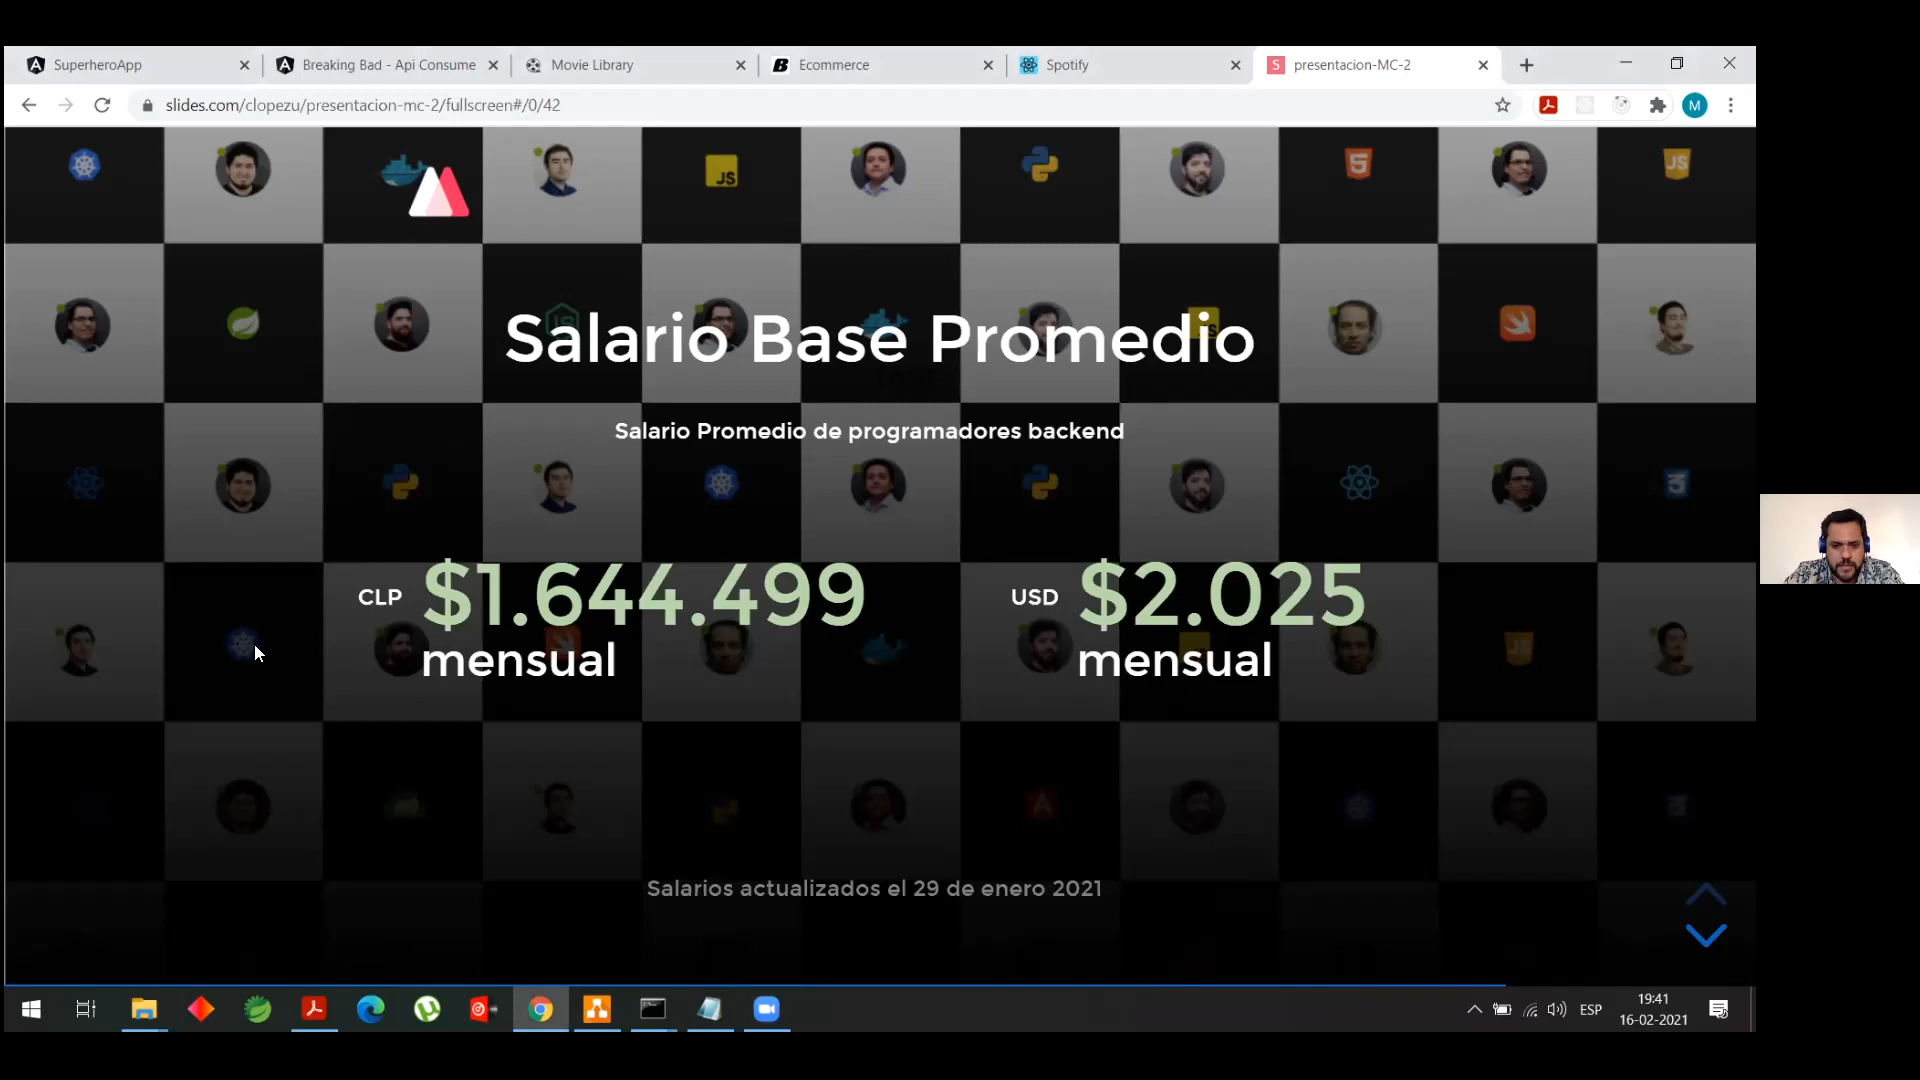 SuperheroApp
Breaking Bad - Api Consume
Movie Library
Ecommerce
Spotify
presentacion-MC-2
slides.com/clopezu/presentacion-mc-2/fullscreen#/0/42
M
Salario Base Promedio
Salario Promedio de programadores backend
CLP $1.644.499
mensual
USD $2.025
mensual
Salarios actualizados el 29 de enero 2021
ESP
19:41
16-02-2021